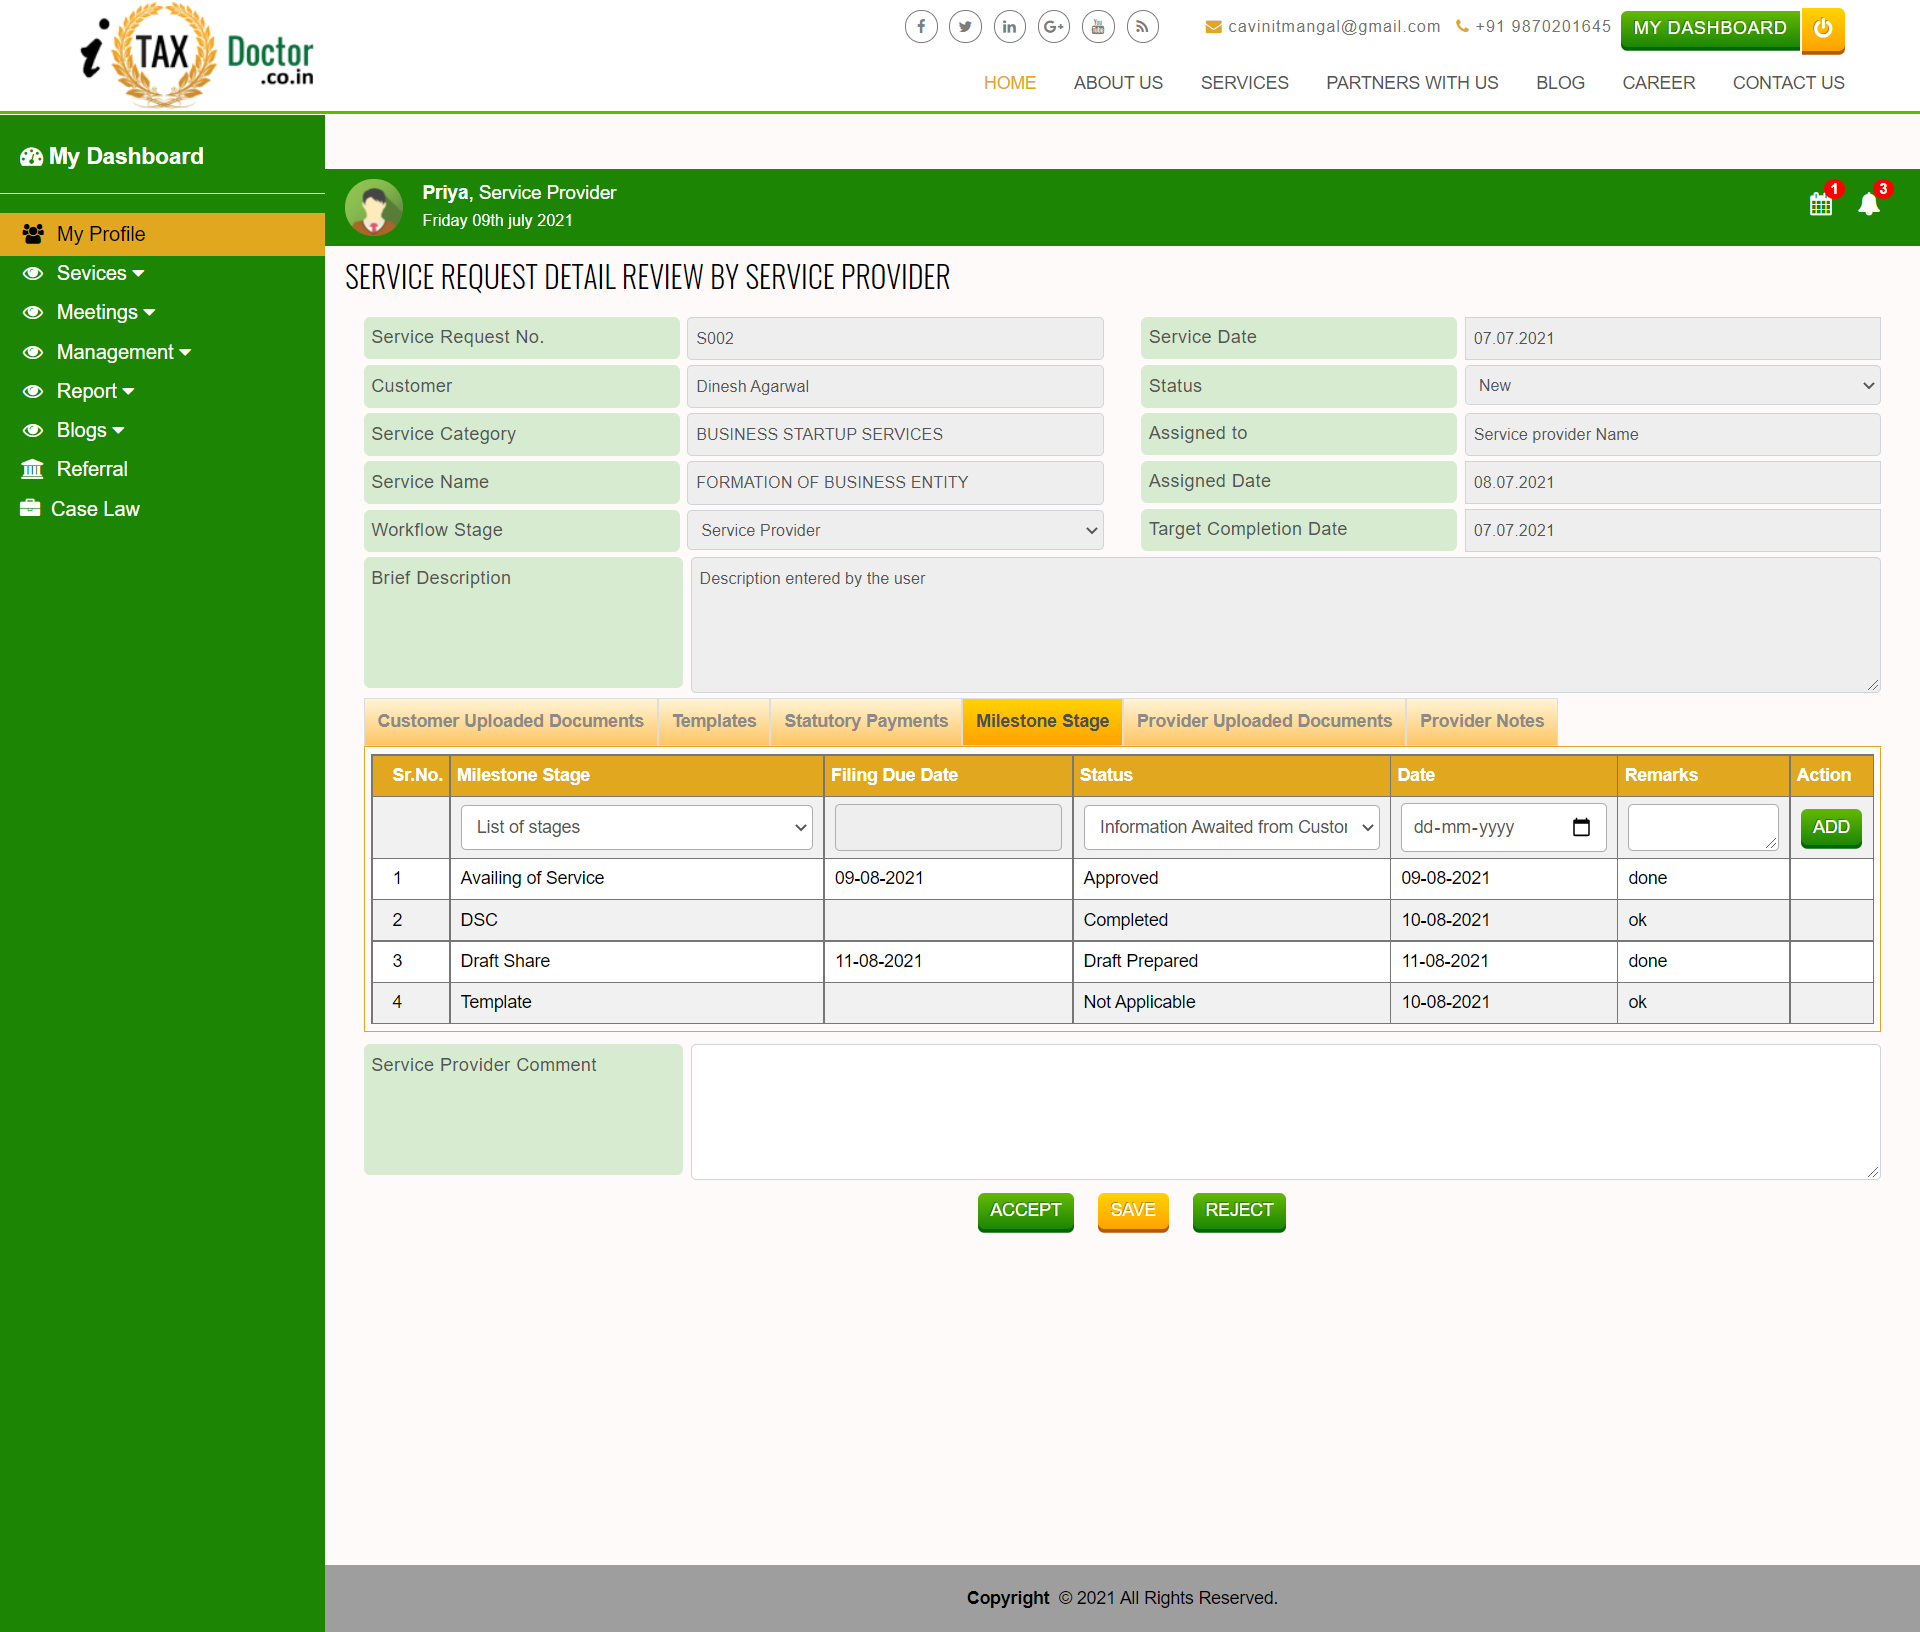 i TAX Doctor
.co.in
cavinitmangal@gmail.com +91 9870201645 MY DASHBOARD
HOME ABOUT US SERVICES PARTNERS WITH US BLOG CAREER CONTACT US
My Dashboard
My Profile
Sevices
Meetings
Management
Report
Blogs
Referral
Case Law
Priya, Service Provider
Friday 09th july 2021
1
3
SERVICE REQUEST DETAIL REVIEW BY SERVICE PROVIDER
Service Request No. S002 Service Date 07.07.2021
Customer Dinesh Agarwal Status New
Service Category BUSINESS STARTUP SERVICES Assigned to Service provider Name
Service Name FORMATION OF BUSINESS ENTITY Assigned Date 08.07.2021
Workflow Stage Service Provider Target Completion Date 07.07.2021
Brief Description Description entered by the user
Customer Uploaded Documents Templates Statutory Payments Milestone Stage Provider Uploaded Documents Provider Notes
Sr.No. Milestone Stage Filing Due Date Status Date Remarks Action
List of stages Information Awaited from Custor dd-mm-yyyy ADD
1 Availing of Service 09-08-2021 Approved 09-08-2021 done
2 DSC Completed 10-08-2021 ok
3 Draft Share 11-08-2021 Draft Prepared 11-08-2021 done
4 Template Not Applicable 10-08-2021 ok
Service Provider Comment
ACCEPT SAVE REJECT
Copyright © 2021 All Rights Reserved.